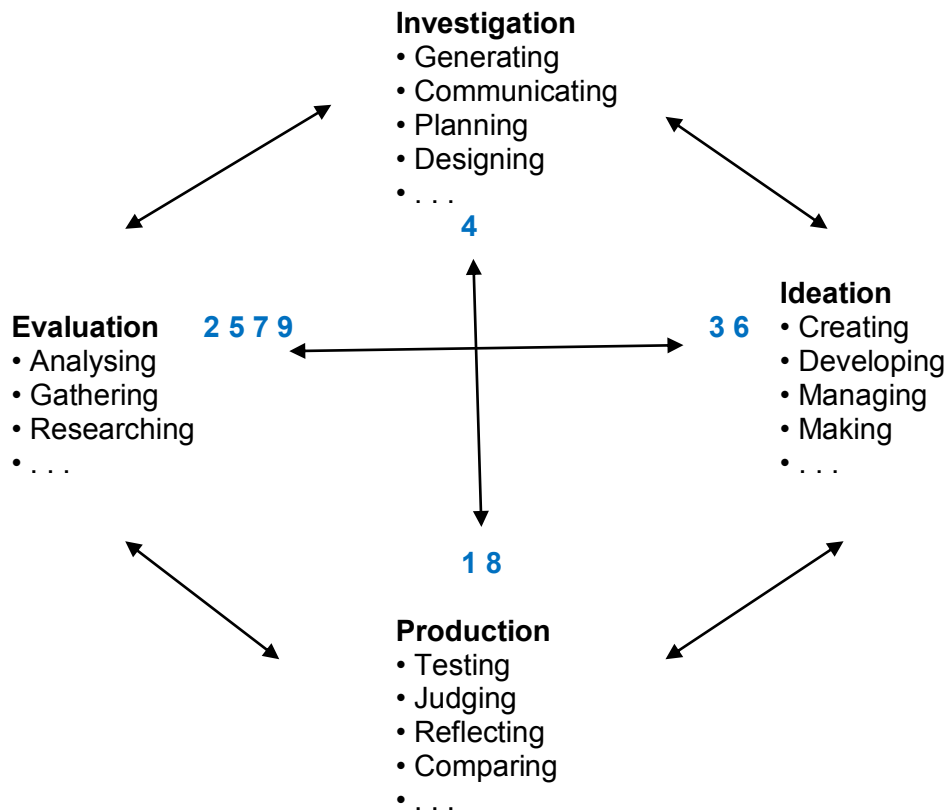 Investigation
• Generating
• Communicating
• Planning
• Designing
• . . .
4
Evaluation 2 5 7 9
• Analysing
• Gathering
• Researching
• . . .
3 6
Ideation
• Creating
• Developing
• Managing
• Making
• . . .
1 8
Production
• Testing
• Judging
• Reflecting
• Comparing
• . . .